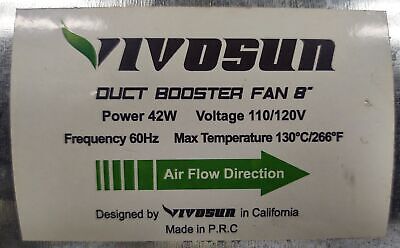 VIVOSUN
DUCT BOOSTER FAN 8"
Power 42W Voltage 110/120V
Frequency 60Hz Max Temperature 130°C/266°F
Air Flow Direction
Designed by VIVOSUN in California
Made in P.R.C